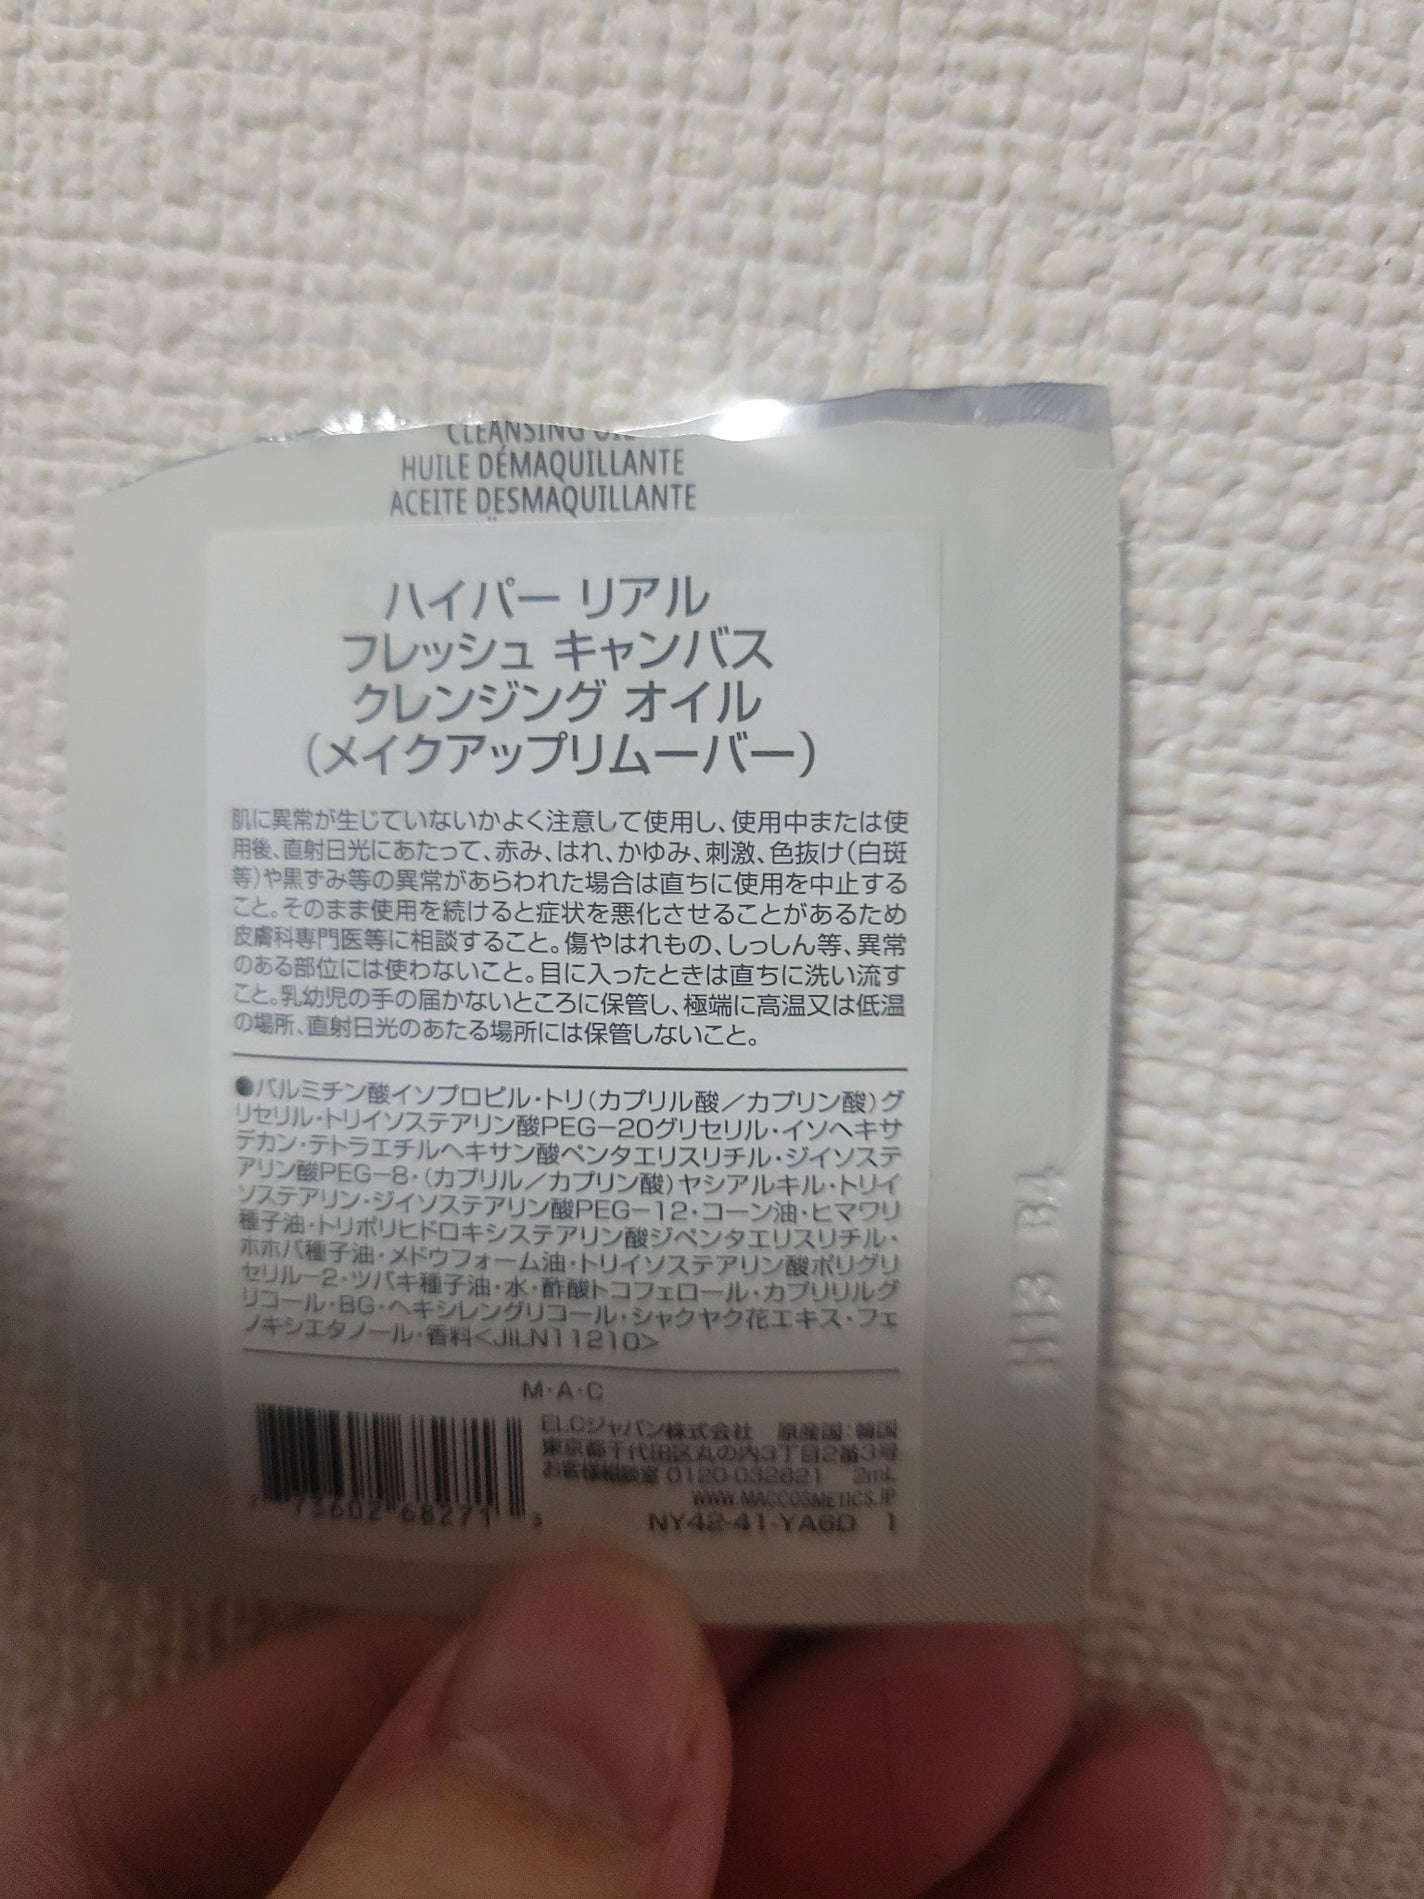 CLEANSING OIL
HUILE DÉMAQUILLANTE
ACEITE DESMAQUILLANTE
ハイパー リアル
フレッシュ キャンバス
クレンジング オイル
(メイクアップリムーバー)
肌に異常が生じていないかよく注意して使用し、使用中または使
用後、直射日光にあたって、赤み、はれ、かゆみ、刺激、色抜け(白斑
等)や黒ずみ等の異常があらわれた場合は直ちに使用を中止する
こと。そのまま使用を続けると症状を悪化させることがあるため
皮膚科専門医等に相談すること。傷やはれもの、しっしん等、異常
のある部位には使わないこと。目に入ったときは直ちに洗い流す
こと。乳幼児の手の届かないところに保管し、極端に高温又は低温
の場所、直射日光のあたる場所には保管しないこと。
●パルミチン酸イソプロピル・トリ(カプリル酸/カプリン酸)グ
リセリル・トリイソステアリン酸PEG-20グリセリル・イソヘキサ
デカン・テトラエチルヘキサン酸ペンタエリスリチル・ジイソステ
アリン酸PEG-8・(カプリル/カプリン酸)ヤシアルキル・トリイ
ソステアリン・ジイソステアリン酸PEG-12・コーン油・ヒマワリ
種子油・トリポリヒドロキシステアリン酸ジペンタエリスリチル・
ホホバ種子油・メドウフォーム油・トリイソステアリン酸ポリグリ
セリル-2・ツバキ種子油・水・酢酸トコフェロール・カプリリルグ
リコール・BG・ヘキシレングリコール・シャクヤク花エキス・フェ
ノキシエタノール・香料<JILN11210>
M・A・C
ELCジャパン株式会社 原産国:韓国
東京都千代田区丸の内3丁目2番3号
お客様相談室 0120-032821 2mL
WWW.MACCOSMETICS.JP
NY42-41-YA6D 1
7 73602 68271 3
H1B BA